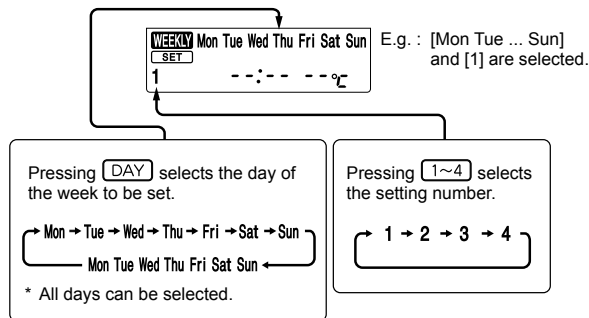 WEEKLY Mon Tue Wed Thu Fri Sat Sun
SET
1 --:-- --°C
E.g. : [Mon Tue ... Sun]
and [1] are selected.
Pressing DAY selects the day of
the week to be set.
Mon → Tue → Wed → Thu → Fri → Sat → Sun
Mon Tue Wed Thu Fri Sat Sun
* All days can be selected.
Pressing 1~4 selects
the setting number.
1 → 2 → 3 → 4